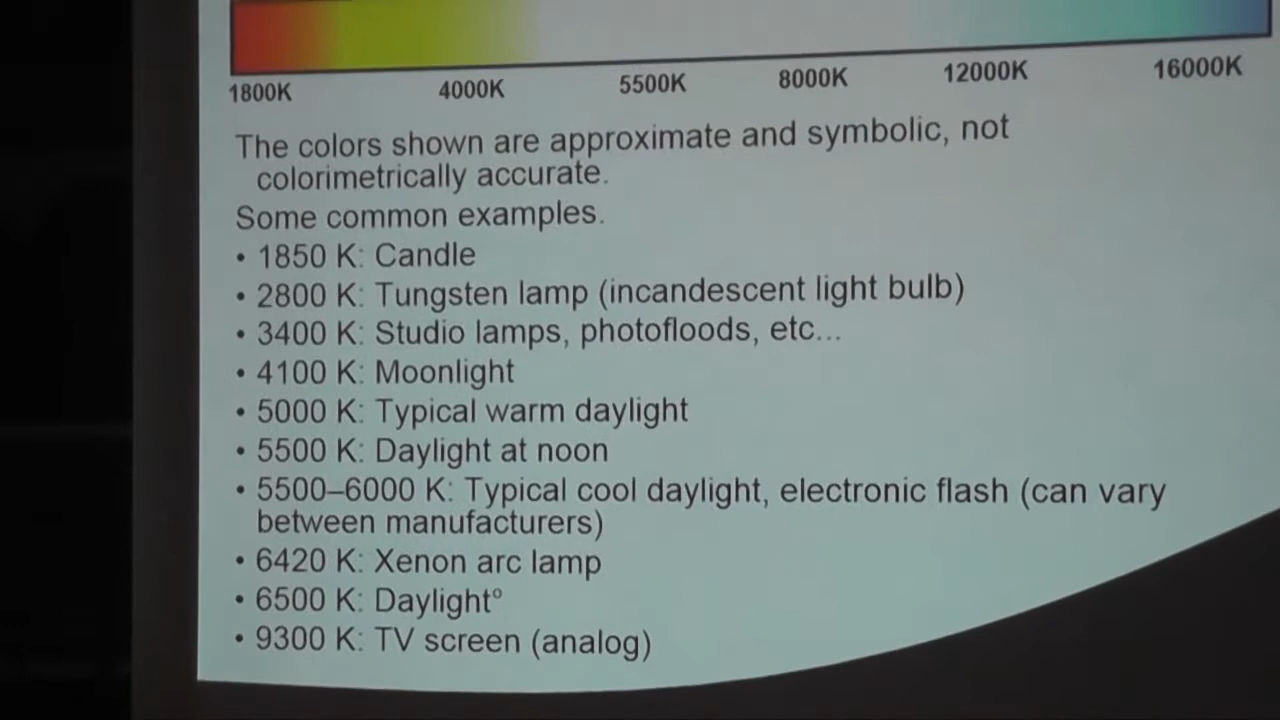 1800K 4000K 5500K 8000K 12000K 16000K
The colors shown are approximate and symbolic, not
colorimetrically accurate.
Some common examples.
• 1850 K: Candle
• 2800 K: Tungsten lamp (incandescent light bulb)
• 3400 K: Studio lamps, photofloods, etc...
• 4100 K: Moonlight
• 5000 K: Typical warm daylight
• 5500 K: Daylight at noon
• 5500–6000 K: Typical cool daylight, electronic flash (can vary
between manufacturers)
• 6420 K: Xenon arc lamp
• 6500 K: Daylight°
• 9300 K: TV screen (analog)